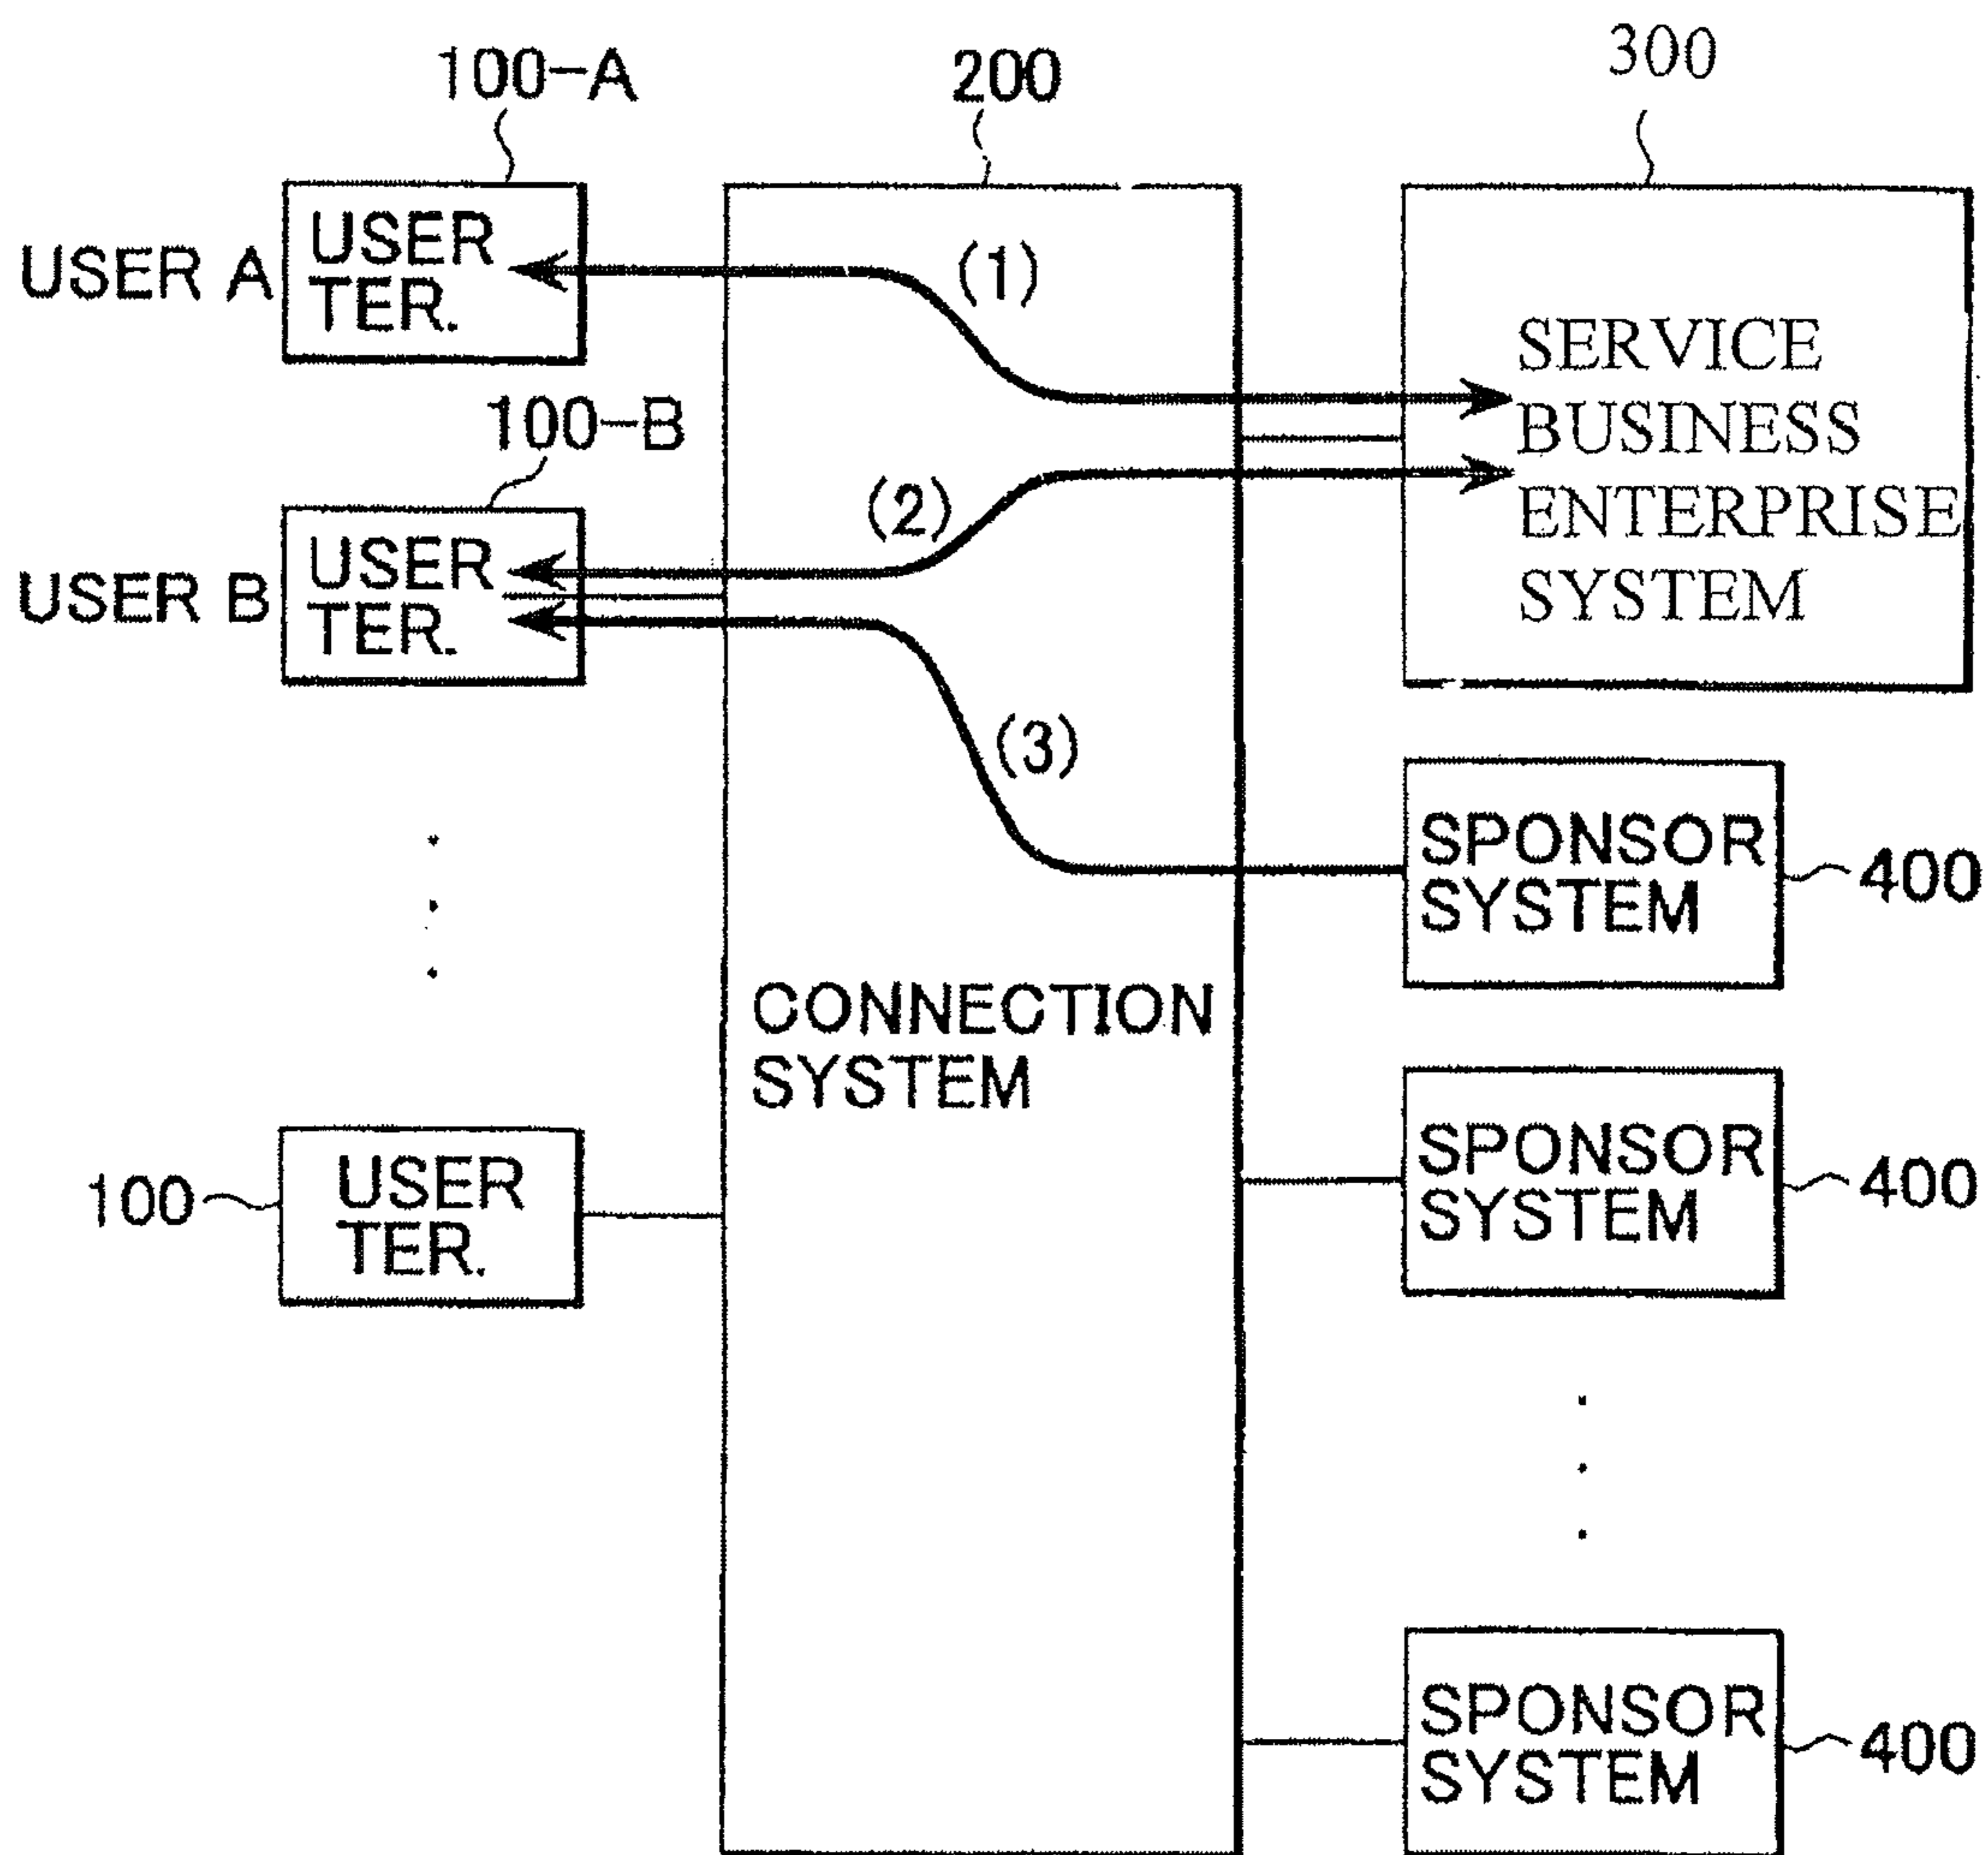 100-A
200
300
USER A
USER
TER.
(1)
SERVICE
BUSINESS
ENTERPRISE
SYSTEM
100-B
(2)
USER B
USER
TER.
(3)
SPONSOR
SYSTEM
400
CONNECTION
SYSTEM
SPONSOR
SYSTEM
400
100
USER
TER.
SPONSOR
SYSTEM
400